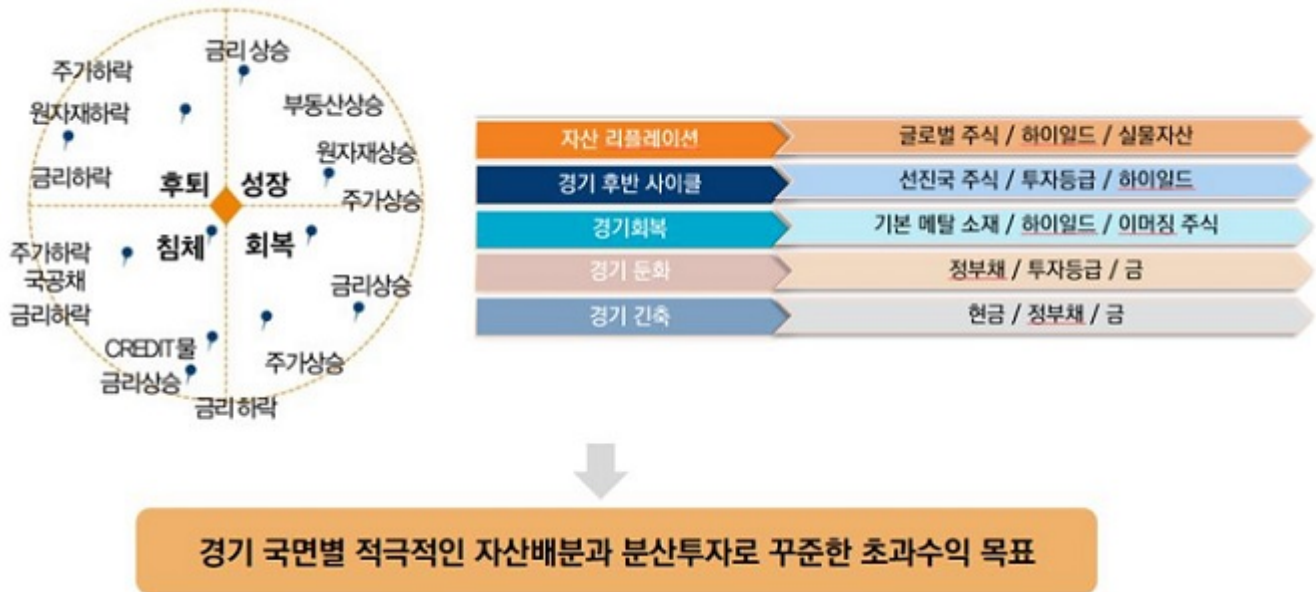 금리 상승
주가하락
부동산상승
원자재하락
원자재상승
금리하락
후퇴
성장
주가상승
침체
회복
주가하락
국공채
금리하락
금리상승
CREDIT물
주가상승
금리상승
금리 하락
자산 리플레이션
글로벌 주식 / 하이일드 / 실물자산
경기 후반 사이클
선진국 주식 / 투자등급 / 하이일드
경기회복
기본 메탈 소재 / 하이일드 / 이머징 주식
경기 둔화
정부채 / 투자등급 / 금
경기 긴축
현금 / 정부채 / 금
경기 국면별 적극적인 자산배분과 분산투자로 꾸준한 초과수익 목표